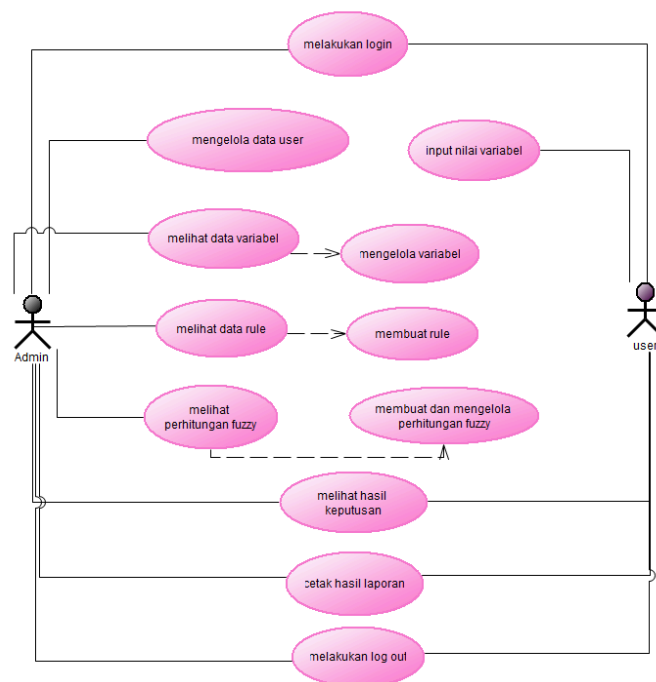 melakukan login
mengelola data user
input nilai variabel
melihat data variabel
mengelola variabel
melihat data rule
membuat rule
Admin
user
melihat
perhitungan fuzzy
membuat dan mengelola
perhitungan fuzzy
melihat hasil
keputusan
cetak hasil laporan
melakukan log out